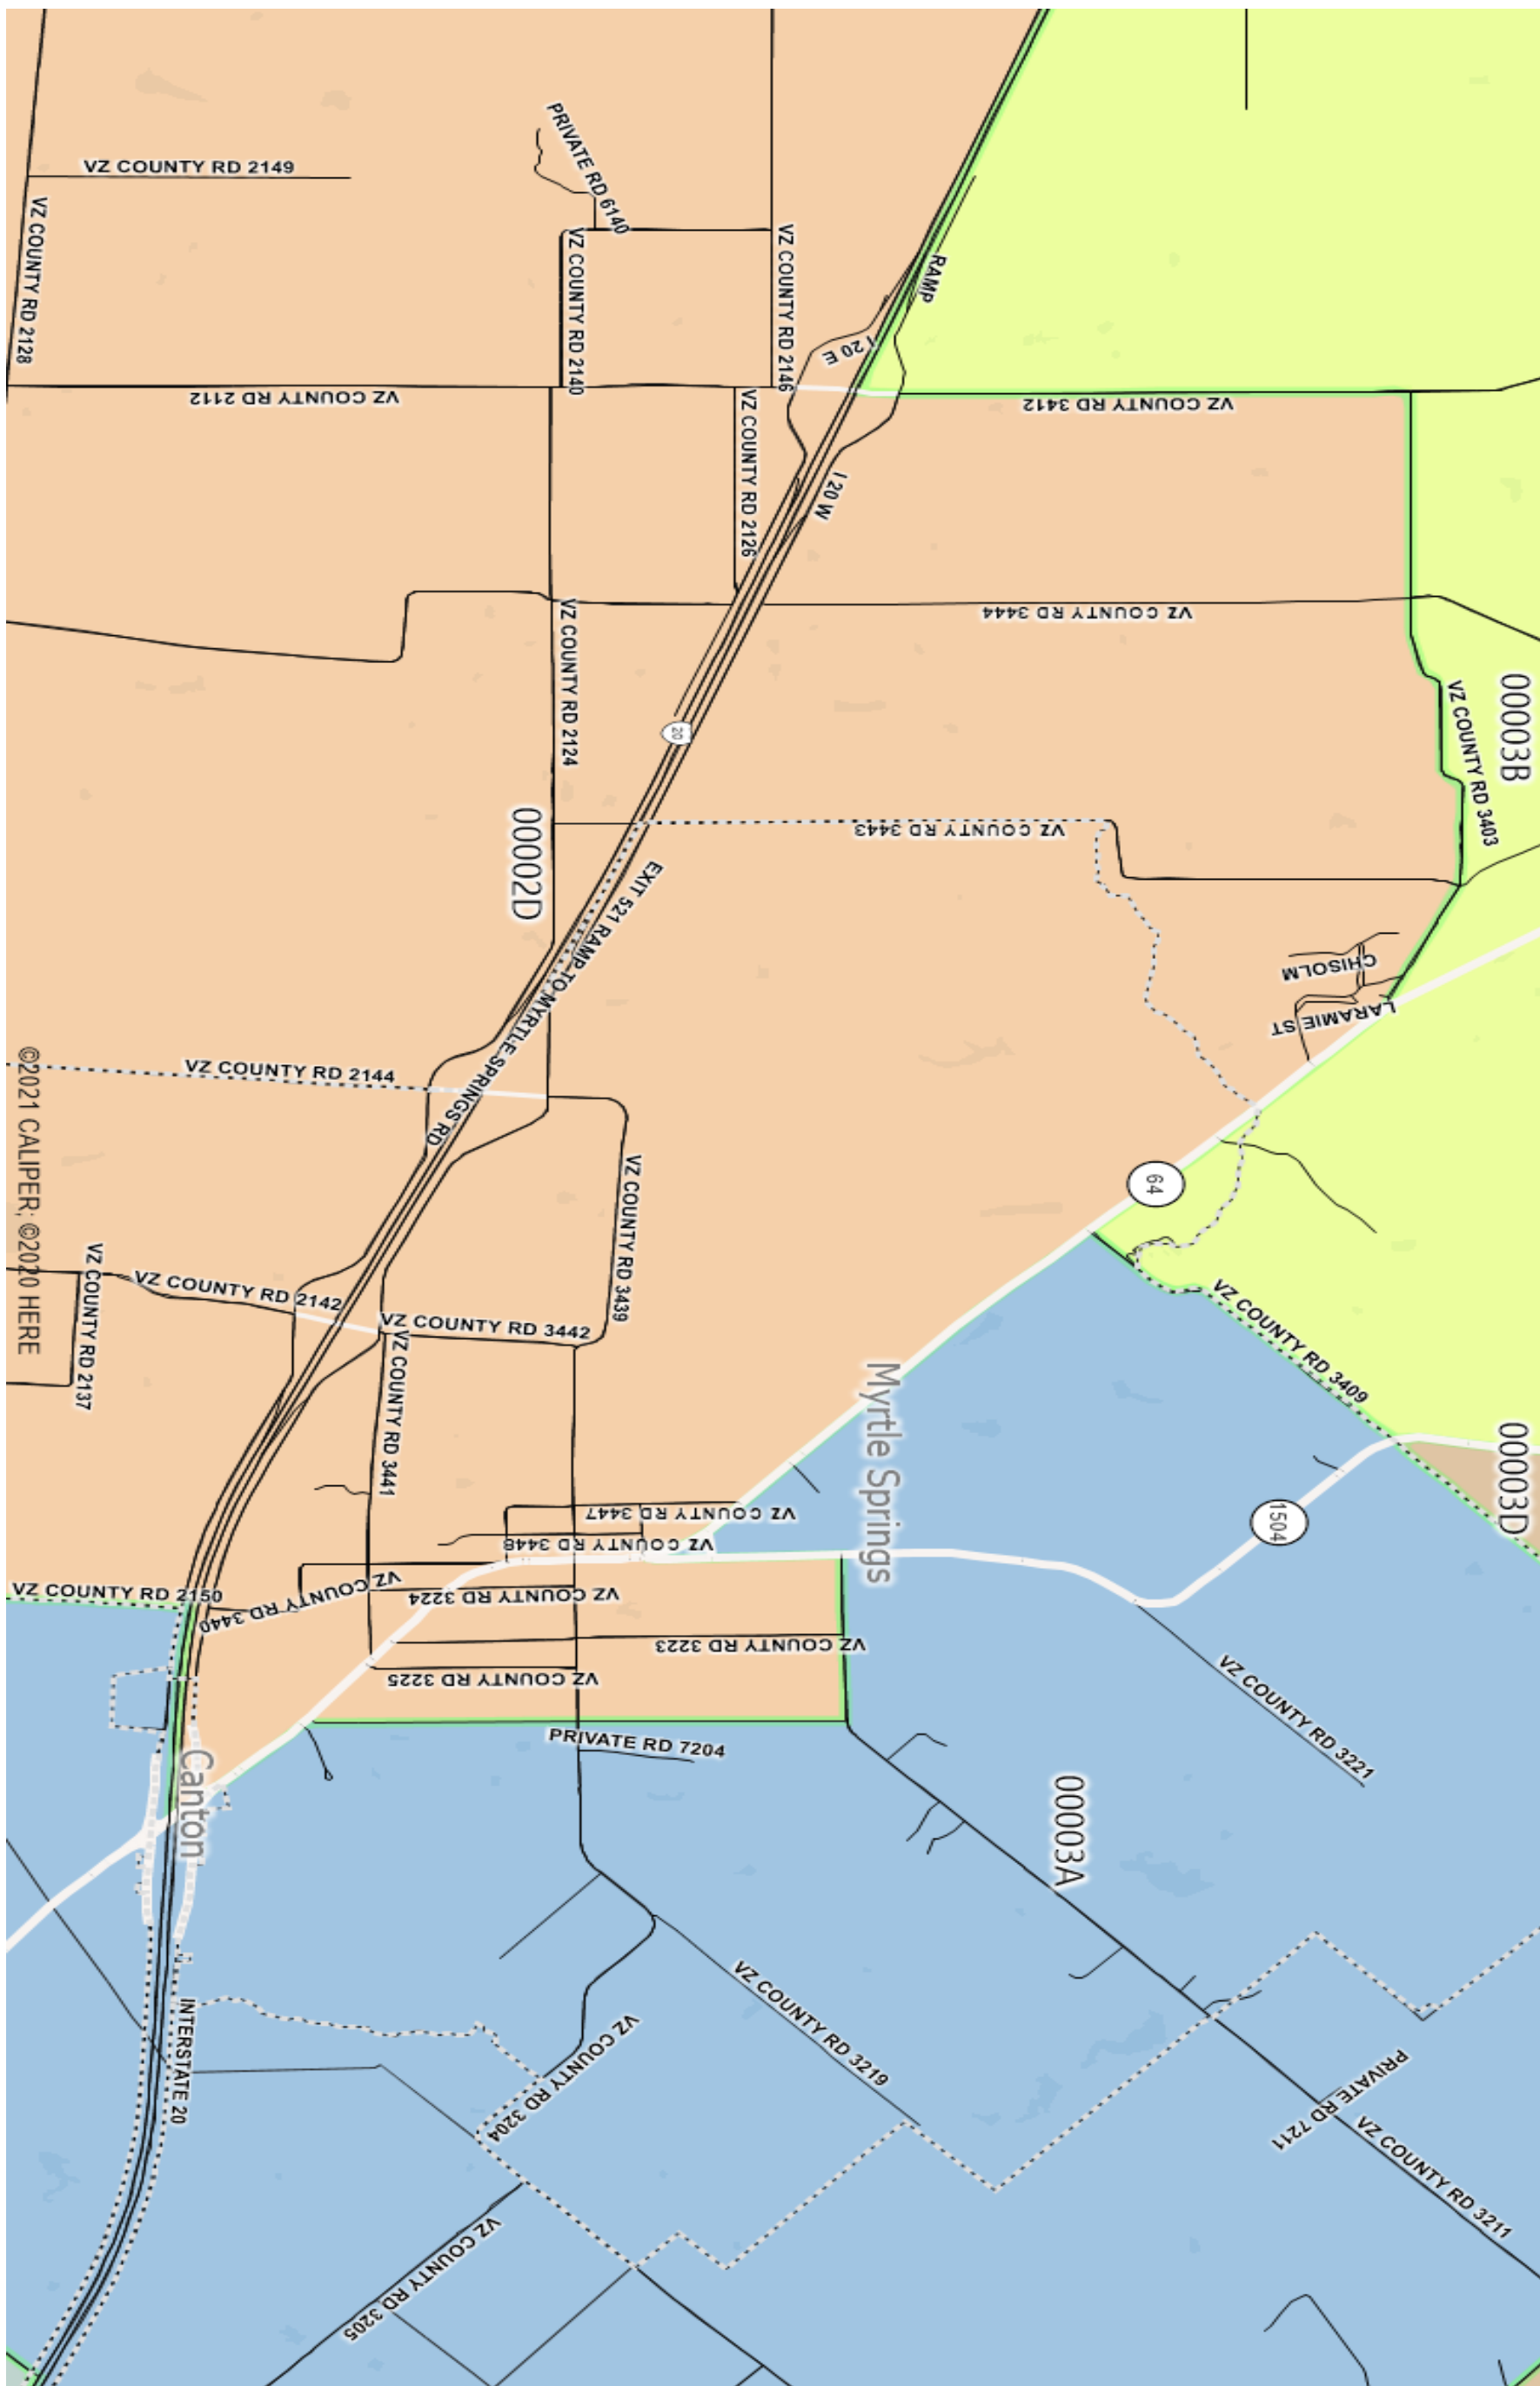 PRIVATE RD 6140
VZ COUNTY RD 2149
VZ COUNTY RD 2128
VZ COUNTY RD 2140
VZ COUNTY RD 2146
RAMP
I 20 E
VZ COUNTY RD 2112
VZ COUNTY RD 3412
VZ COUNTY RD 2126
I 20 W
VZ COUNTY RD 2124
VZ COUNTY RD 3444
00003B
VZ COUNTY RD 3403
20
00002D
VZ COUNTY RD 3443
EXIT 521 RAMP TO MYRTLE SPRINGS RD
CHISOLM
LARAMIE ST
VZ COUNTY RD 2144
©2021 CALIPER; ©2020 HERE
64
VZ COUNTY RD 3439
VZ COUNTY RD 2137
VZ COUNTY RD 2142
VZ COUNTY RD 3442
VZ COUNTY RD 3441
VZ COUNTY RD 3409
Myrtle Springs
00003D
1504
VZ COUNTY RD 3447
VZ COUNTY RD 3448
VZ COUNTY RD 2150
VZ COUNTY RD 3440
VZ COUNTY RD 3224
VZ COUNTY RD 3223
VZ COUNTY RD 3225
VZ COUNTY RD 3221
PRIVATE RD 7204
Canton
00003A
VZ COUNTY RD 3219
INTERSTATE 20
VZ COUNTY RD 3204
PRIVATE RD 7211
VZ COUNTY RD 3211
VZ COUNTY RD 3205